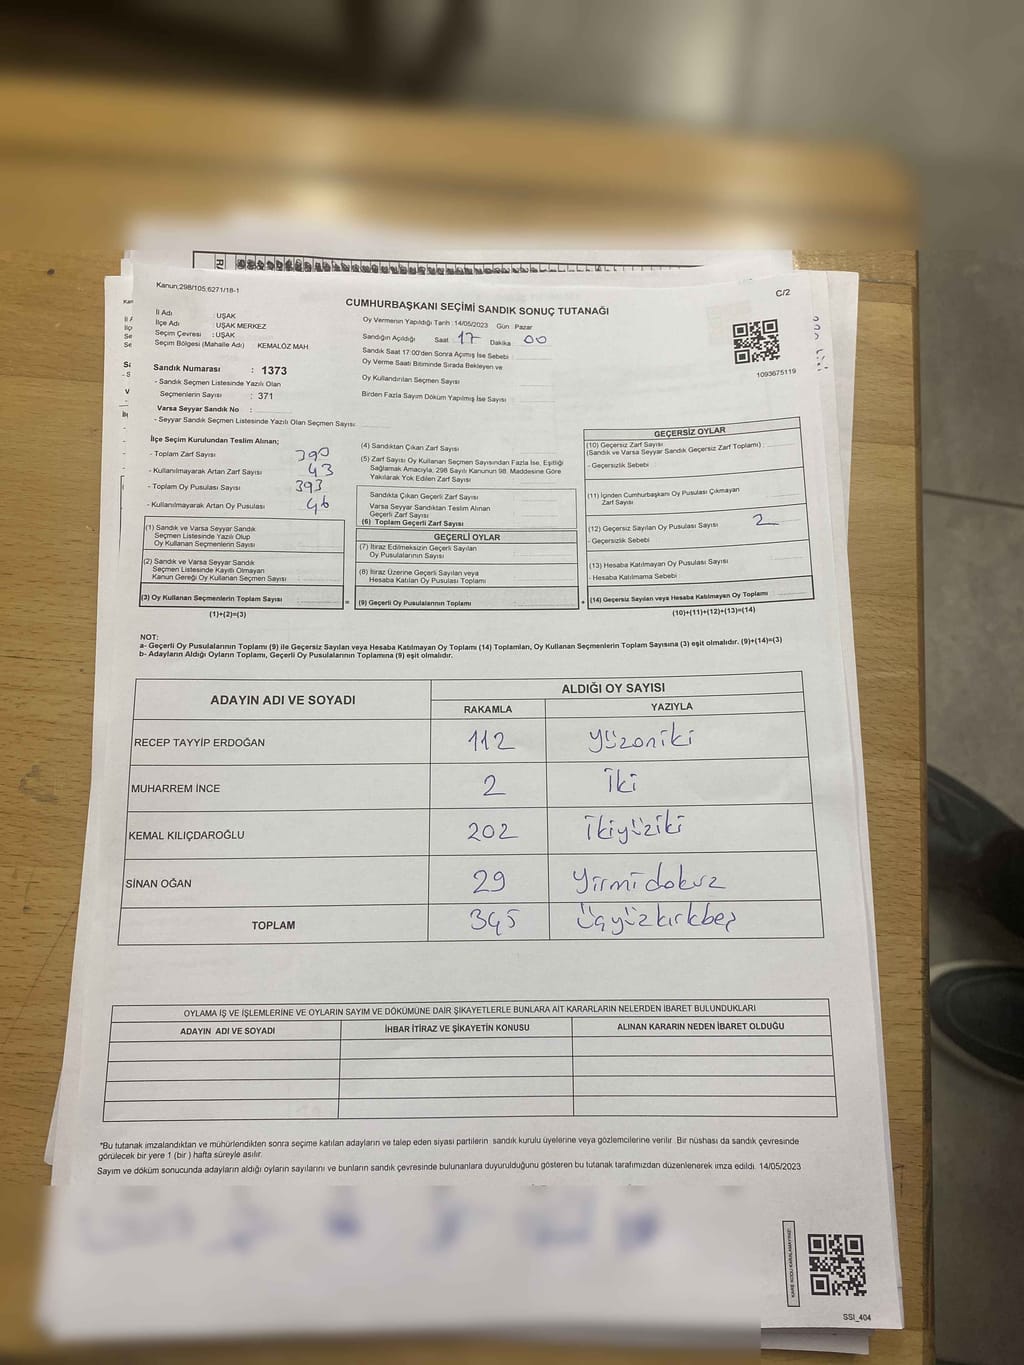 Kanun;298/105;6271/18-1
C/2
CUMHURBAŞKANI SEÇİMİ SANDIK SONUÇ TUTANAĞI
İl Adı : UŞAK
İlçe Adı : UŞAK MERKEZ
Seçim Çevresi : UŞAK
Seçim Bölgesi (Mahalle Adı) KEMALÖZ MAH
Oy Vermenin Yapıldığı Tarih :14/05/2023 Gün : Pazar
Sandığın Açıldığı Saat 17 Dakika 00
Sandık Saat 17:00'den Sonra Açımış İse Sebebi
Oy Verme Saati Bitiminde Sırada Bekleyen ve
Oy Kullandırılan Seçmen Sayısı
Birden Fazla Sayım Döküm Yapılmış İse Sayısı
1093675119
Sandık Numarası : 1373
- Sandık Seçmen Listesinde Yazılı Olan
Seçmenlerin Sayısı : 371
Varsa Seyyar Sandık No :
- Seyyar Sandık Seçmen Listesinde Yazılı Olan Seçmen Sayısı:
İlçe Seçim Kurulundan Teslim Alınan;
- Toplam Zarf Sayısı 390
- Kullanılmayarak Artan Zarf Sayısı 43
- Toplam Oy Pusulası Sayısı 393
- Kullanılmayarak Artan Oy Pusulası 46
(1) Sandık ve Varsa Seyyar Sandık
Seçmen Listesinde Yazılı Olup
Oy Kullanan Seçmenlerin Sayısı
(2) Sandık ve Varsa Seyyar Sandık
Seçmen Listesinde Kayıtlı Olmayan
Kanun Gereği Oy Kullanan Seçmen Sayısı :
(3) Oy Kullanan Seçmenlerin Toplam Sayısı :
(1)+(2)=(3)
(4) Sandıktan Çıkan Zarf Sayısı
(5) Zarf Sayısı Oy Kullanan Seçmen Sayısından Fazla İse, Eşitliği
Sağlamak Amacıyla; 298 Sayılı Kanunun 98. Maddesine Göre
Yakılarak Yok Edilen Zarf Sayısı
Sandıkta Çıkan Geçerli Zarf Sayısı
Varsa Seyyar Sandıktan Teslim Alınan
Geçerli Zarf Sayısı
(6) Toplam Geçerli Zarf Sayısı
GEÇERLİ OYLAR
(7) İtiraz Edilmeksizin Geçerli Sayılan
Oy Pusulalarının Sayısı
(8) İtiraz Üzerine Geçerli Sayılan veya
Hesaba Katılan Oy Pusulası Toplamı
= (9) Geçerli Oy Pusulalarının Toplamı
GEÇERSİZ OYLAR
(10) Geçersiz Zarf Sayısı
(Sandık ve Varsa Seyyar Sandık Geçersiz Zarf Toplamı) :
- Geçersizlik Sebebi
(11) İçinden Cumhurbaşkanı Oy Pusulası Çıkmayan
Zarf Sayısı
(12) Geçersiz Sayılan Oy Pusulası Sayısı 2
- Geçersizlik Sebebi
(13) Hesaba Katılmayan Oy Pusulası Sayısı
- Hesaba Katılmama Sebebi
+ (14) Geçersiz Sayılan veya Hesaba Katılmayan Oy Toplamı
(10)+(11)+(12)+(13)=(14)
NOT:
a- Geçerli Oy Pusulalarının Toplamı (9) ile Geçersiz Sayılan veya Hesaba Katılmayan Oy Toplamı (14) Toplamları, Oy Kullanan Seçmenlerin Toplam Sayısına (3) eşit olmalıdır. (9)+(14)=(3)
b- Adayların Aldığı Oyların Toplamı, Geçerli Oy Pusulalarının Toplamına (9) eşit olmalıdır.
ADAYIN ADI VE SOYADI ALDIĞI OY SAYISI
RAKAMLA YAZIYLA
RECEP TAYYİP ERDOĞAN 112 yüzoniki
MUHARREM İNCE 2 iki
KEMAL KILIÇDAROĞLU 202 ikiyüziki
SİNAN OĞAN 29 yirmidokuz
TOPLAM 345 üçyüzkırkbeş
OYLAMA İŞ VE İŞLEMLERİNE VE OYLARIN SAYIM VE DÖKÜMÜNE DAİR ŞİKAYETLERLE BUNLARA AİT KARARLARIN NELERDEN İBARET BULUNDUKLARI
ADAYIN ADI VE SOYADI İHBAR İTİRAZ VE ŞİKAYETİN KONUSU ALINAN KARARIN NEDEN İBARET OLDUĞU
*Bu tutanak imzalandıktan ve mühürlendikten sonra seçime katılan adayların ve talep eden siyasi partilerin sandık kurulu üyelerine veya gözlemcilerine verilir. Bir nüshası da sandık çevresinde
görülecek bir yere 1 (bir ) hafta süreyle asılır.
Sayım ve döküm sonucunda adayların aldığı oyların sayılarını ve bunların sandık çevresinde bulunanlara duyurulduğunu gösteren bu tutanak tarafımızdan düzenlenerek imza edildi. 14/05/2023
KARE KODU KARALAMAYINIZ!
SSI_404